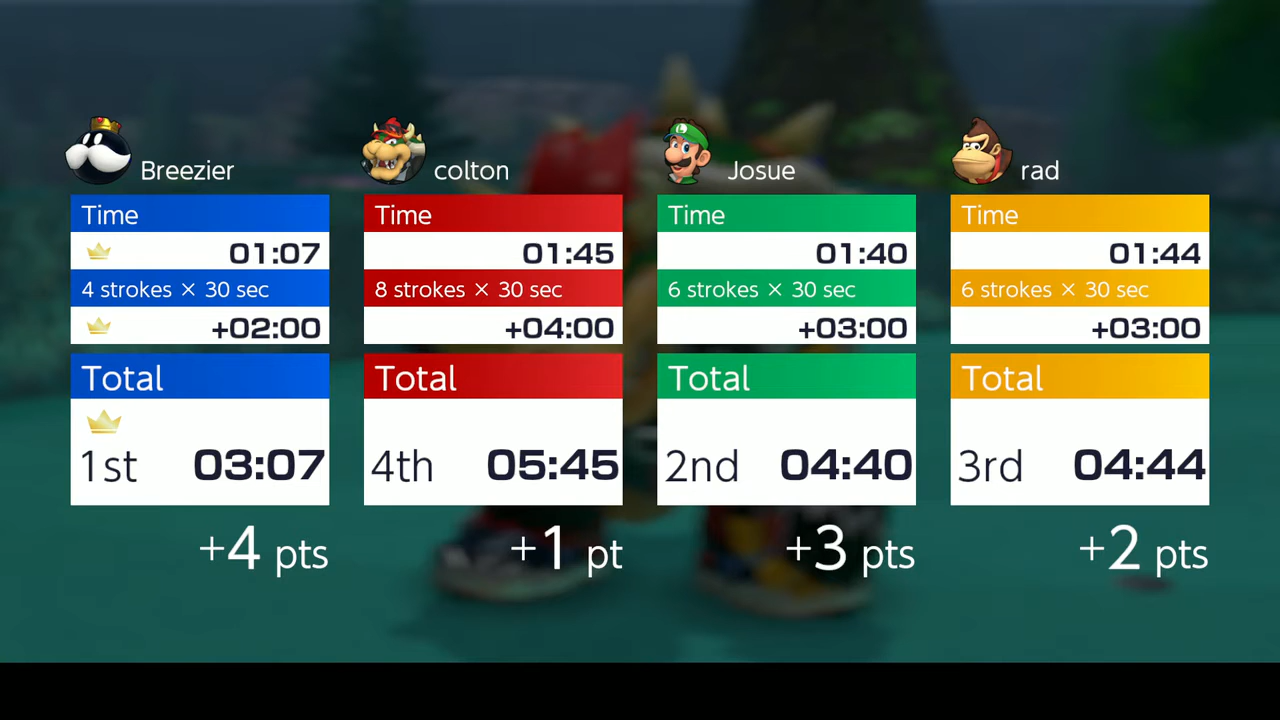 Breezier
Time
01:07
4 strokes × 30 sec
+02:00
Total
1st 03:07
+4 pts
colton
Time
01:45
8 strokes × 30 sec
+04:00
Total
4th 05:45
+1 pt
Josue
Time
01:40
6 strokes × 30 sec
+03:00
Total
2nd 04:40
+3 pts
rad
Time
01:44
6 strokes × 30 sec
+03:00
Total
3rd 04:44
+2 pts